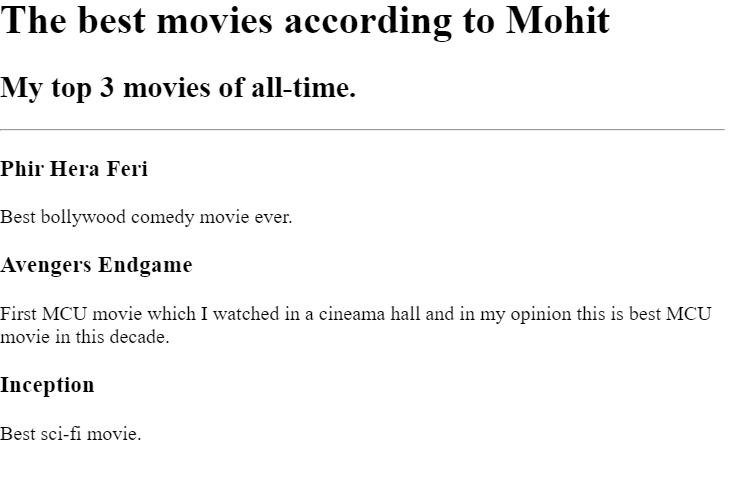 The best movies according to Mohit
My top 3 movies of all-time.
Phir Hera Feri
Best bollywood comedy movie ever.
Avengers Endgame
First MCU movie which I watched in a cineama hall and in my opinion this is best MCU
movie in this decade.
Inception
Best sci-fi movie.